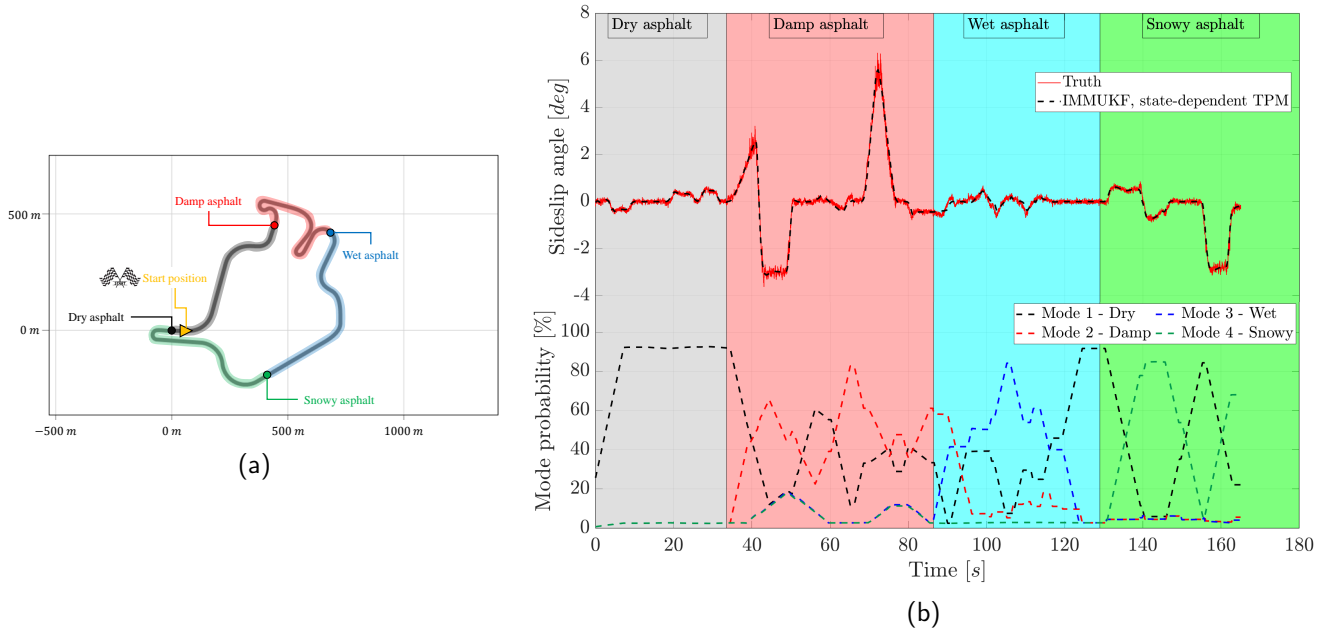 500 m
0 m
−500 m
0 m
500 m
1000 m
Damp asphalt
Wet asphalt
Start position
Dry asphalt
Snowy asphalt
(a)
Dry asphalt
Damp asphalt
Wet asphalt
Snowy asphalt
Sideslip angle [deg]
8
6
4
2
0
-2
-4
Truth
IMMUKF, state-dependent TPM
Mode probability [%]
100
80
60
40
20
0
Mode 1 - Dry
Mode 2 - Damp
Mode 3 - Wet
Mode 4 - Snowy
0
20
40
60
80
100
120
140
160
180
Time [s]
(b)